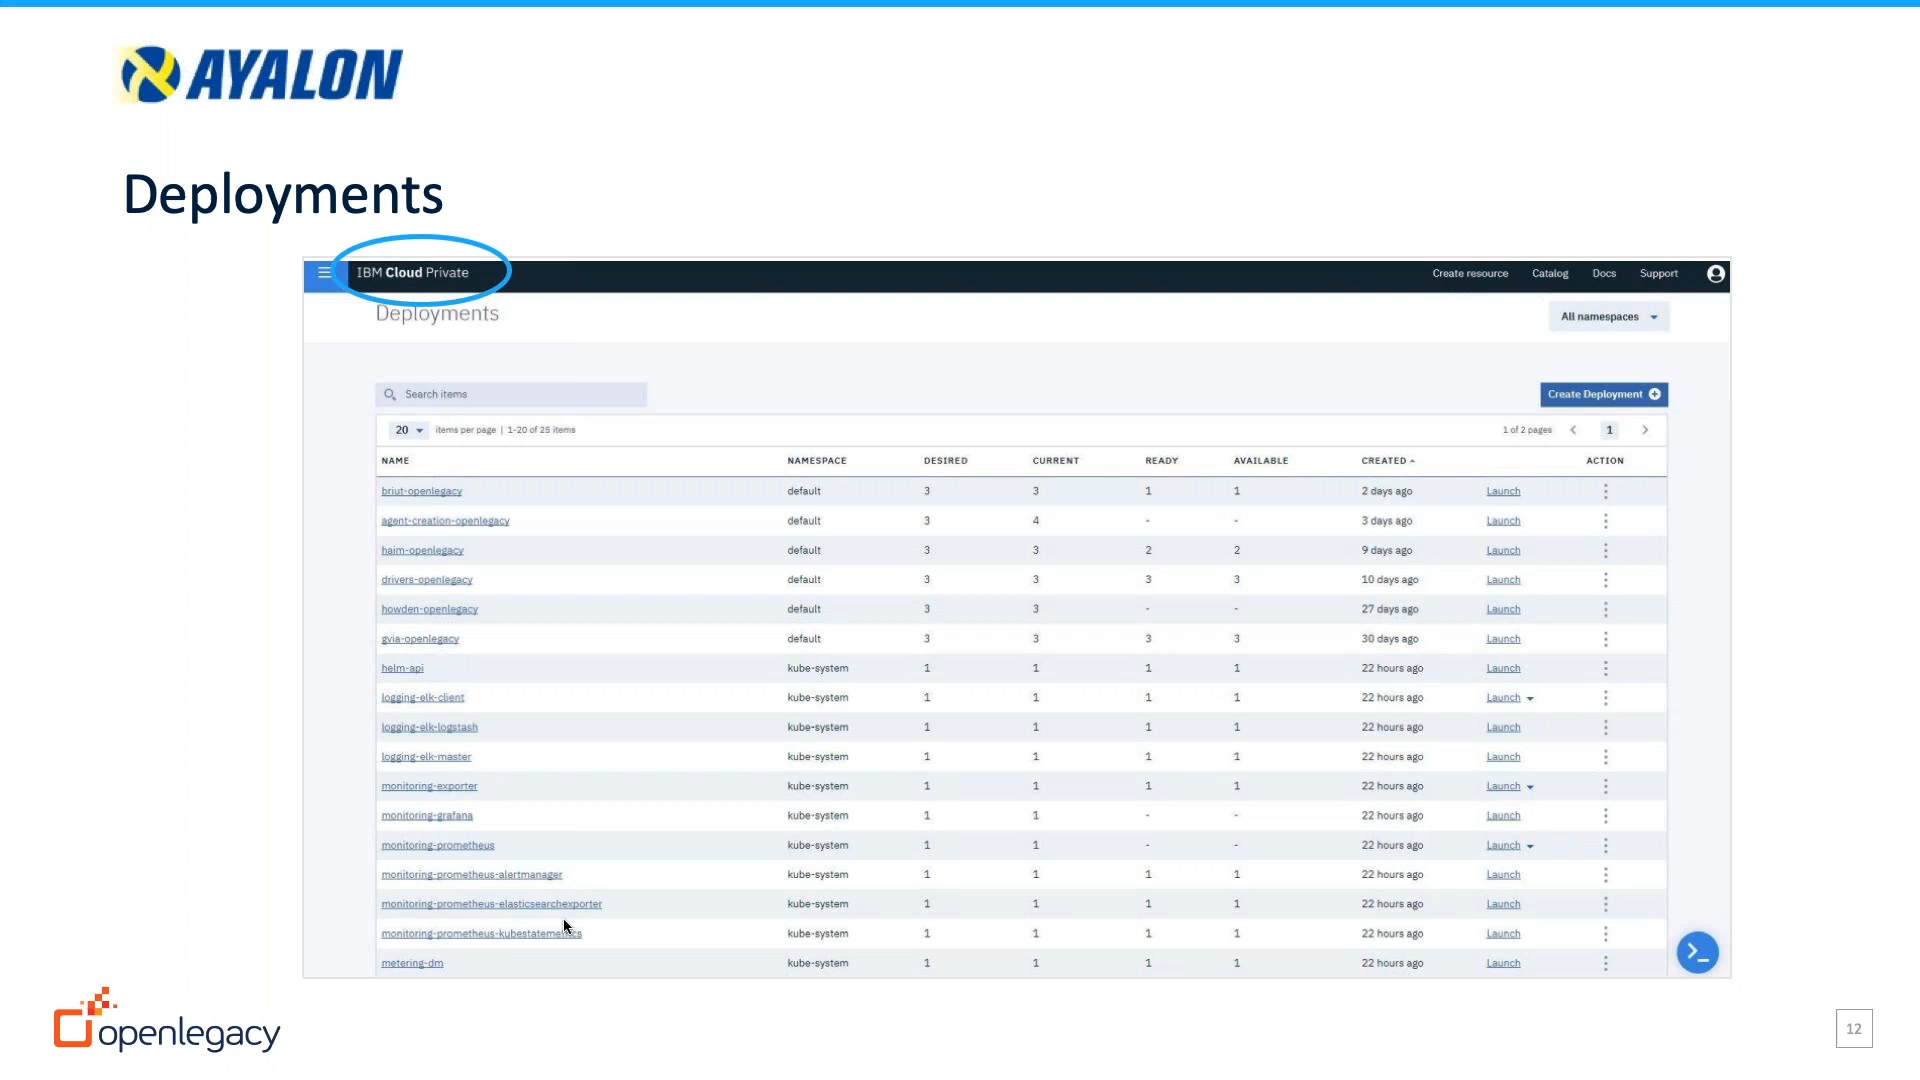 AYALON
Deployments
IBM Cloud Private Create resource Catalog Docs Support
Deployments All namespaces
Search items Create Deployment
20 items per page | 1-20 of 25 items 1 of 2 pages 1
NAME NAMESPACE DESIRED CURRENT READY AVAILABLE CREATED ACTION
briut-openlegacy default 3 3 1 1 2 days ago Launch
agent-creation-openlegacy default 3 4 - - 3 days ago Launch
haim-openlegacy default 3 3 2 2 9 days ago Launch
drivers-openlegacy default 3 3 3 3 10 days ago Launch
howden-openlegacy default 3 3 - - 27 days ago Launch
gvia-openlegacy default 3 3 3 3 30 days ago Launch
helm-api kube-system 1 1 1 1 22 hours ago Launch
logging-elk-client kube-system 1 1 1 1 22 hours ago Launch
logging-elk-logstash kube-system 1 1 1 1 22 hours ago Launch
logging-elk-master kube-system 1 1 1 1 22 hours ago Launch
monitoring-exporter kube-system 1 1 1 1 22 hours ago Launch
monitoring-grafana kube-system 1 1 - - 22 hours ago Launch
monitoring-prometheus kube-system 1 1 - - 22 hours ago Launch
monitoring-prometheus-alertmanager kube-system 1 1 1 1 22 hours ago Launch
monitoring-prometheus-elasticsearchexporter kube-system 1 1 1 1 22 hours ago Launch
monitoring-prometheus-kubestatemetrics kube-system 1 1 1 1 22 hours ago Launch
metering-dm kube-system 1 1 1 1 22 hours ago Launch
openlegacy
12